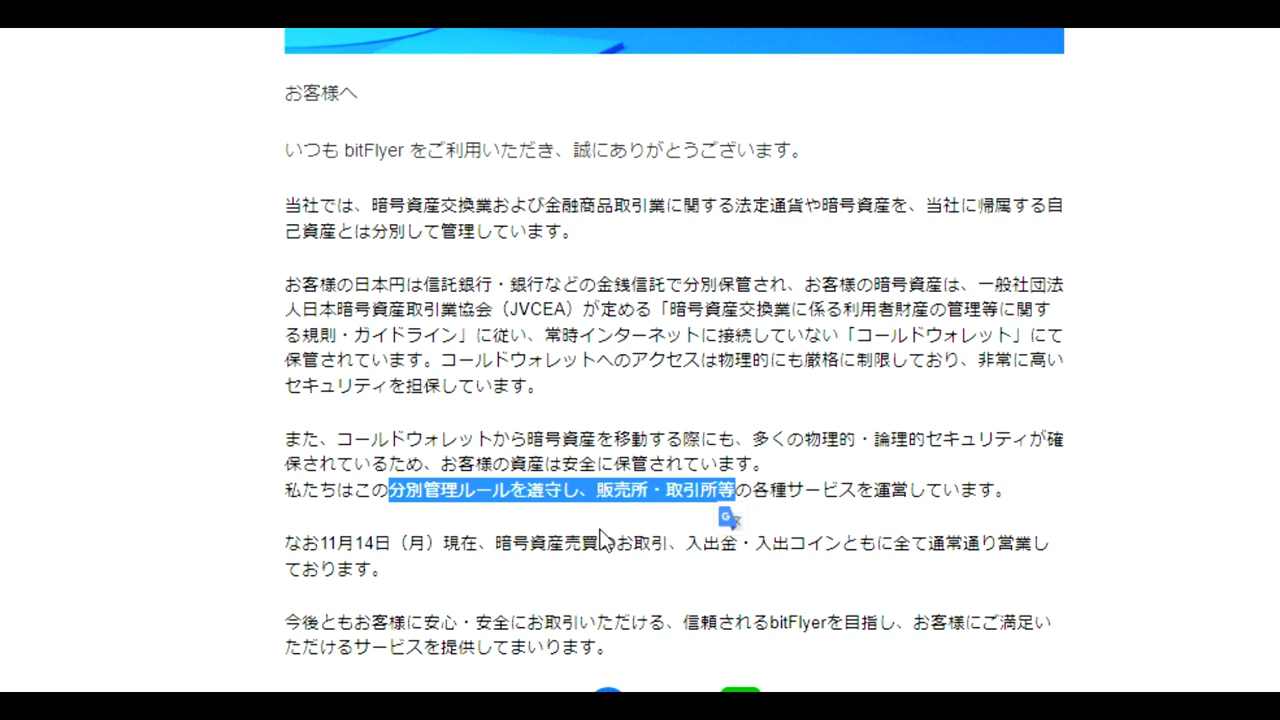 お客様へ
いつも bitFlyer をご利用いただき、誠にありがとうございます。
当社では、暗号資産交換業および金融商品取引業に関する法定通貨や暗号資産を、当社に帰属する自
己資産とは分別して管理しています。
お客様の日本円は信託銀行・銀行などの金銭信託で分別保管され、お客様の暗号資産は、一般社団法
人日本暗号資産取引業協会（JVCEA）が定める「暗号資産交換業に係る利用者財産の管理等に関す
る規則・ガイドライン」に従い、常時インターネットに接続していない「コールドウォレット」にて
保管されています。コールドウォレットへのアクセスは物理的にも厳格に制限しており、非常に高い
セキュリティを担保しています。
また、コールドウォレットから暗号資産を移動する際にも、多くの物理的・論理的セキュリティが確
保されているため、お客様の資産は安全に保管されています。
私たちはこの分別管理ルールを遵守し、販売所・取引所等の各種サービスを運営しています。
なお11月14日（月）現在、暗号資産売買のお取引、入出金・入出コインともに全て通常通り営業し
ております。
今後ともお客様に安心・安全にお取引いただける、信頼されるbitFlyerを目指し、お客様にご満足い
ただけるサービスを提供してまいります。